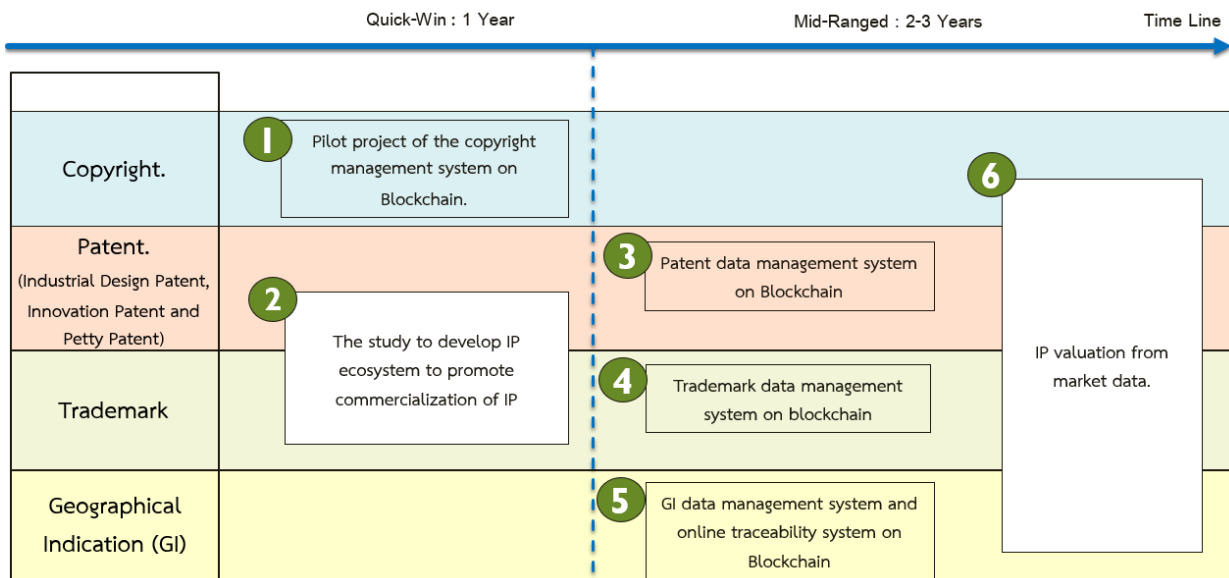 Quick-Win : 1 Year
Mid-Ranged : 2-3 Years
Time Line
Copyright.
1
Pilot project of the copyright
management system on
Blockchain.
6
IP valuation from
market data.
Patent.
(Industrial Design Patent,
Innovation Patent and
Petty Patent)
2
The study to develop IP
ecosystem to promote
commercialization of IP
3
Patent data management system
on Blockchain
Trademark
4
Trademark data management
system on blockchain
Geographical
Indication (GI)
5
GI data management system and
online traceability system on
Blockchain